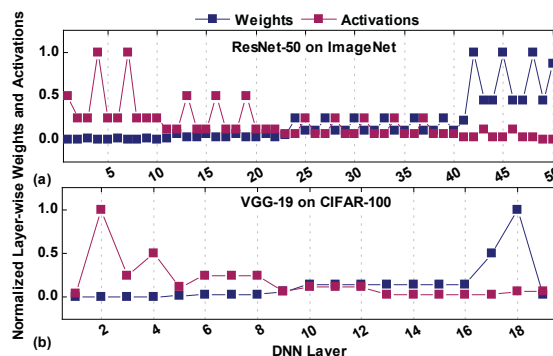 Weights Activations
Normalized Layer-wise Weights and Activations
ResNet-50 on ImageNet
1.0
0.5
0.0
(a)
5 10 15 20 25 30 35 40 45 50
VGG-19 on CIFAR-100
1.0
0.5
0.0
(b)
2 4 6 8 10 12 14 16 18
DNN Layer